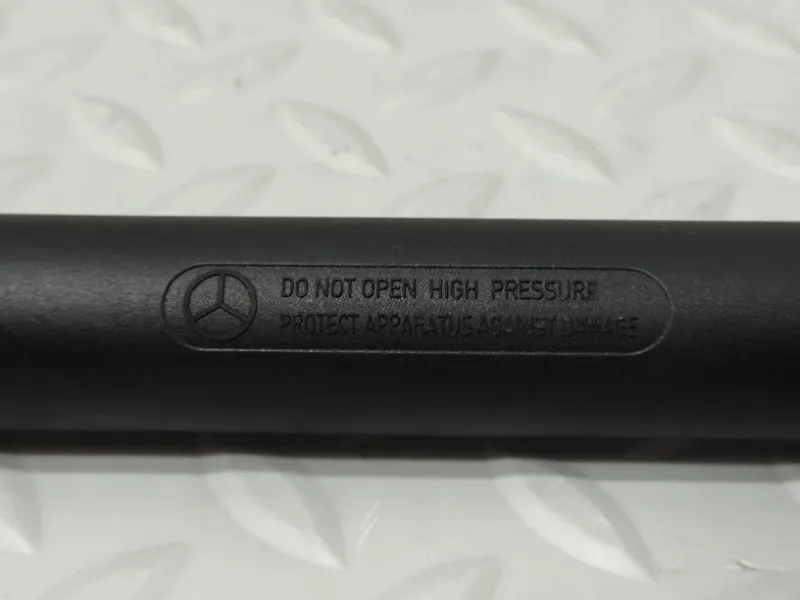 DO NOT OPEN HIGH PRESSURE
PROTECT APPARATUS AGAINST DAMAGE